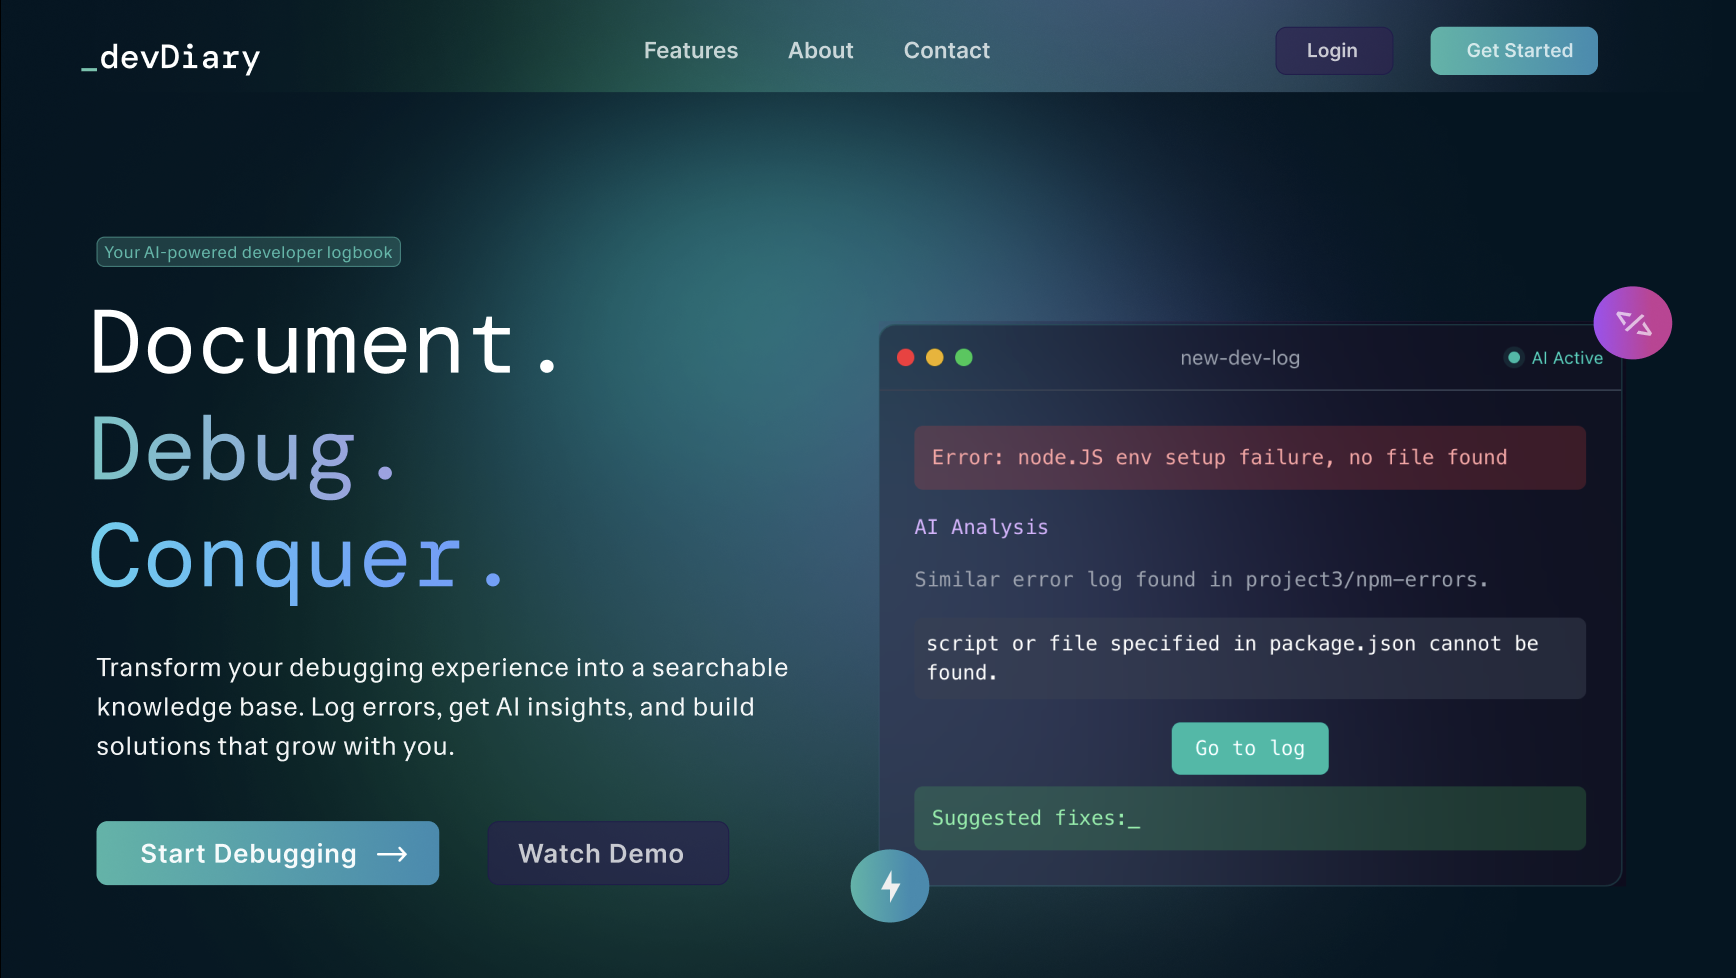 _devDiary
Features
About
Contact
Login
Get Started
Your AI-powered developer logbook
Document.
Debug.
Conquer.
Transform your debugging experience into a searchable
knowledge base. Log errors, get AI insights, and build
solutions that grow with you.
Start Debugging →
Watch Demo
new-dev-log
AI Active
</>
Error: node.JS env setup failure, no file found
AI Analysis
Similar error log found in project3/npm-errors.
script or file specified in package.json cannot be
found.
Go to log
Suggested fixes:_